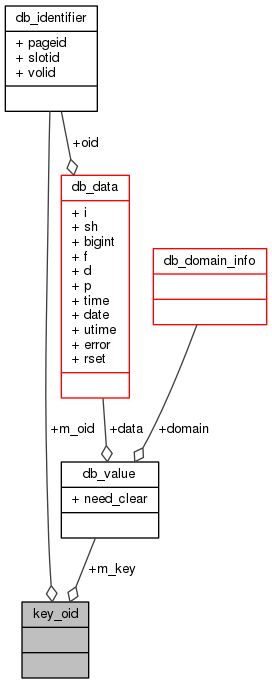 db_identifier
+ pageid
+ slotid
+ volid
+oid
db_data
+ i
+ sh
+ bigint
+ f
+ d
+ p
+ time
+ date
+ utime
+ error
+ rset
db_domain_info
+m_oid
+data
+domain
db_value
+ need_clear
+m_key
key_oid